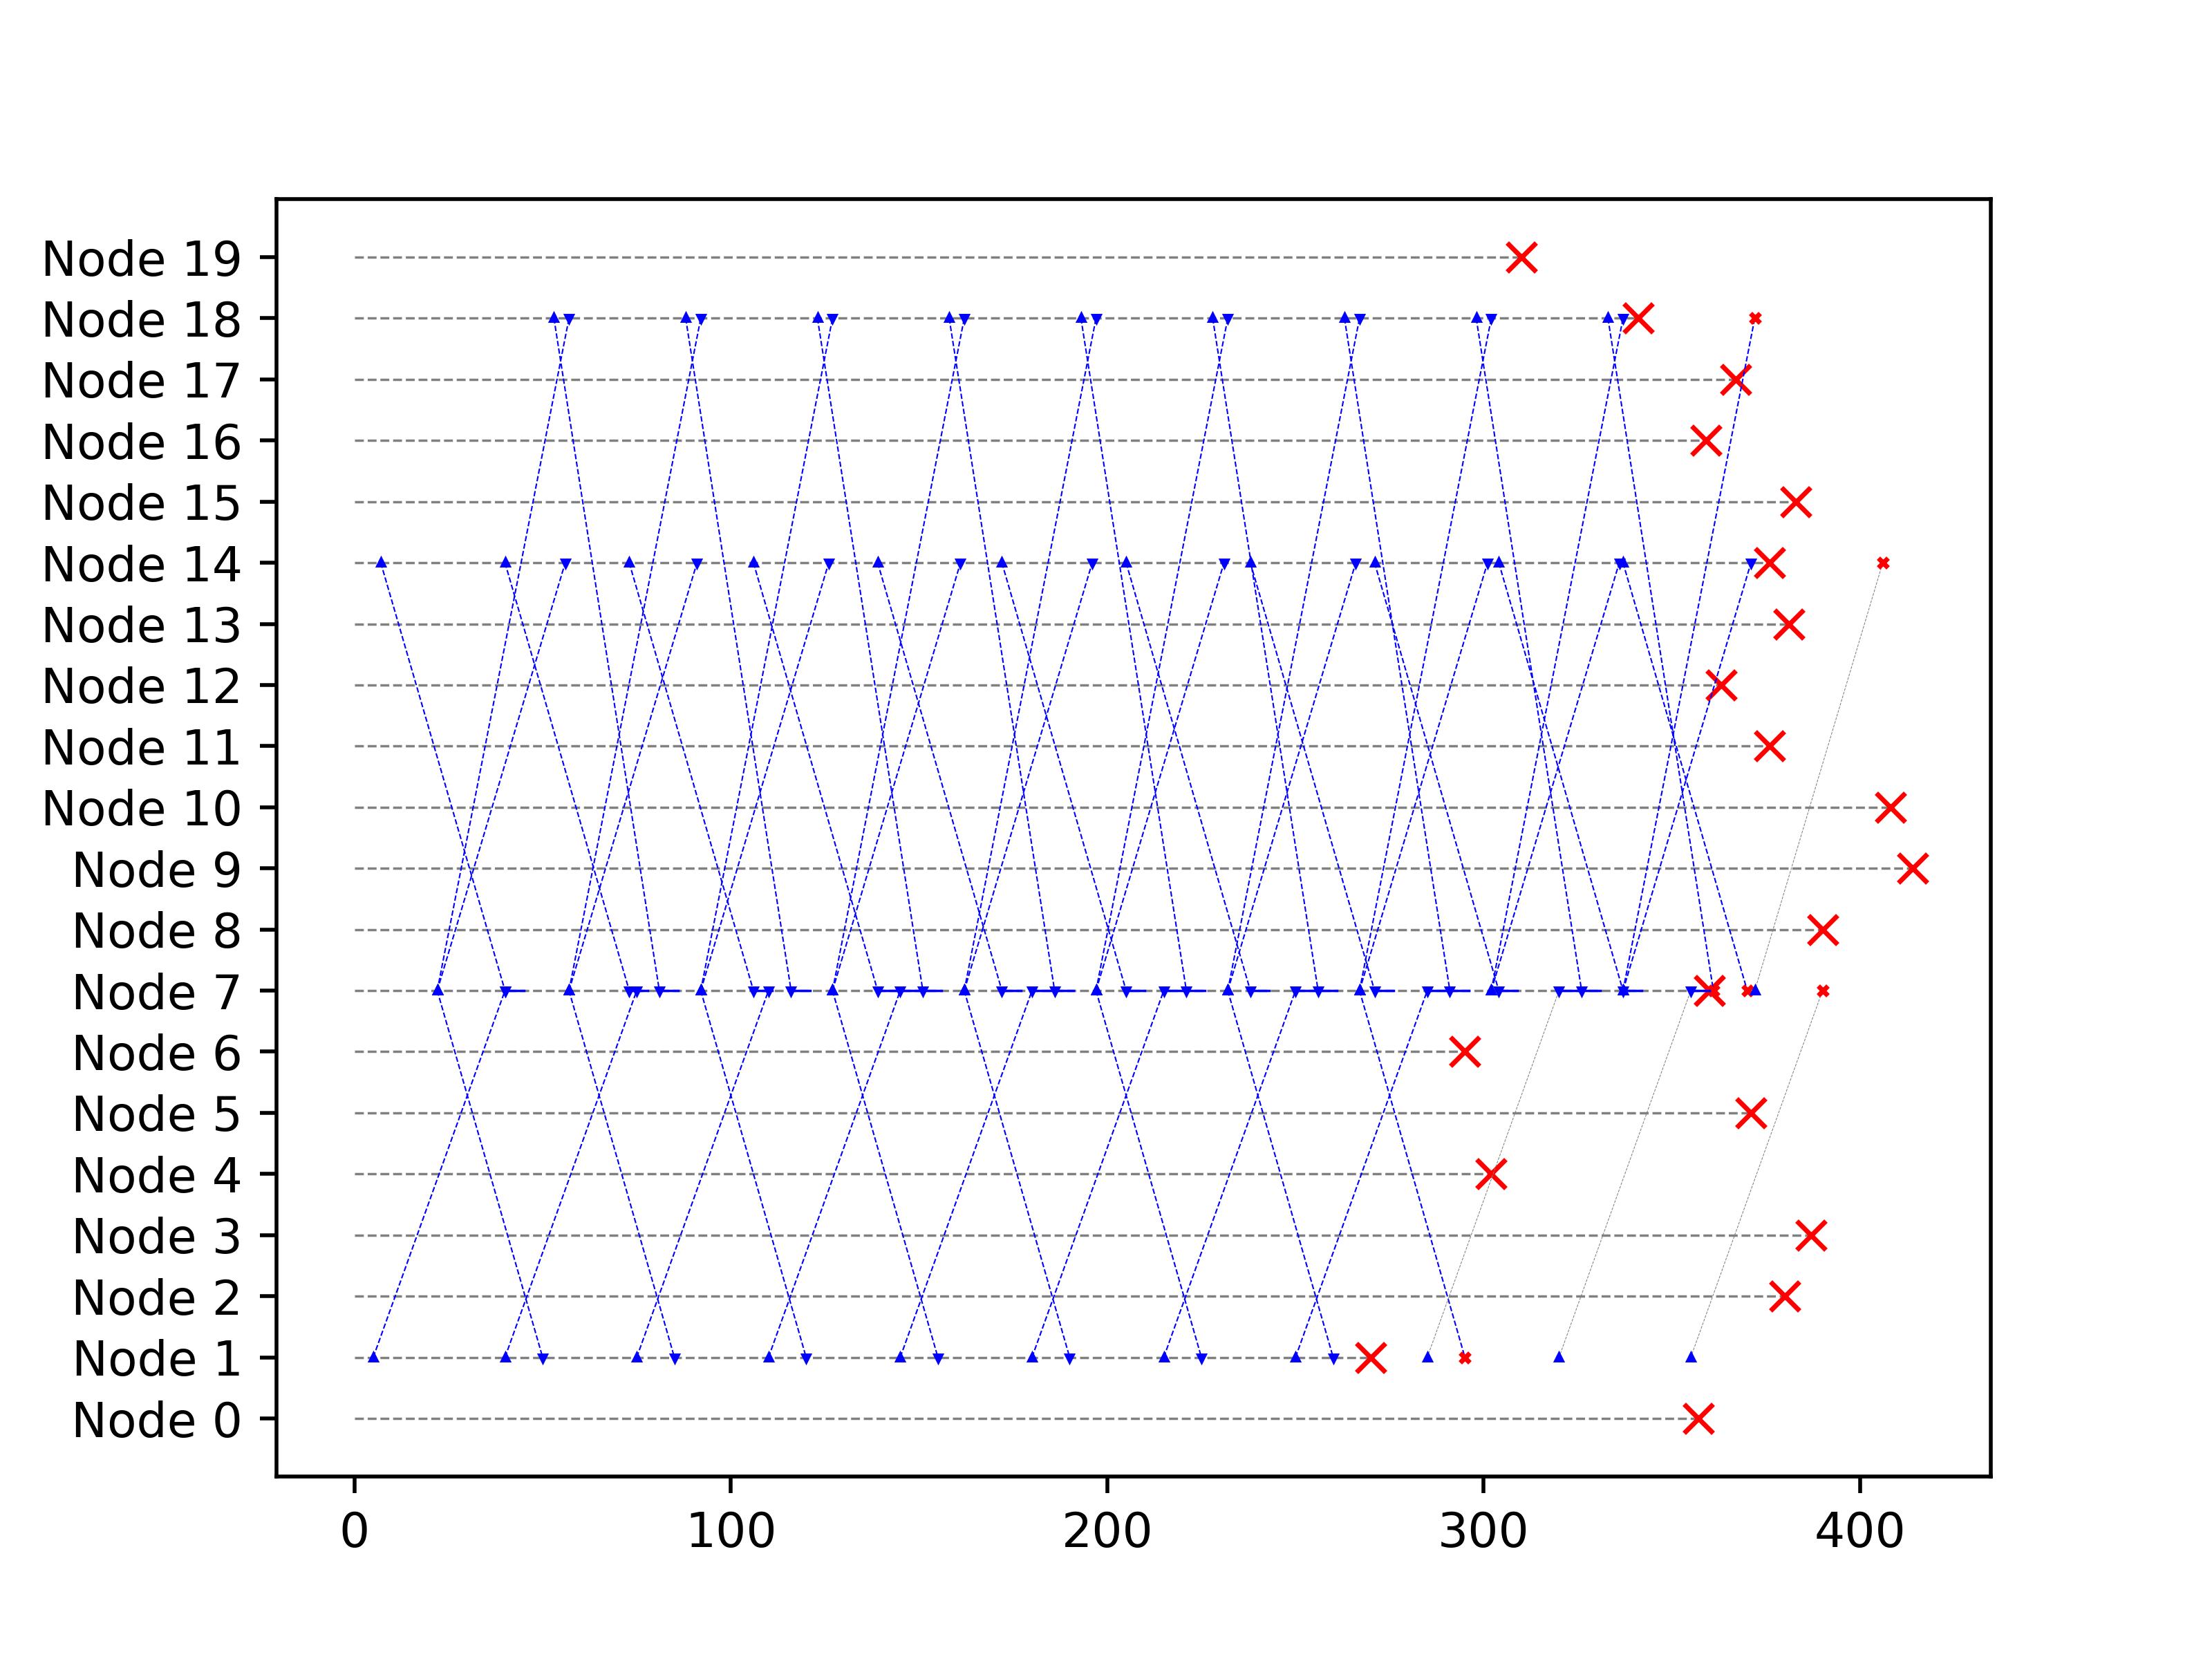 Node 19
Node 18
Node 17
Node 16
Node 15
Node 14
Node 13
Node 12
Node 11
Node 10
Node 9
Node 8
Node 7
Node 6
Node 5
Node 4
Node 3
Node 2
Node 1
Node 0
0 100 200 300 400